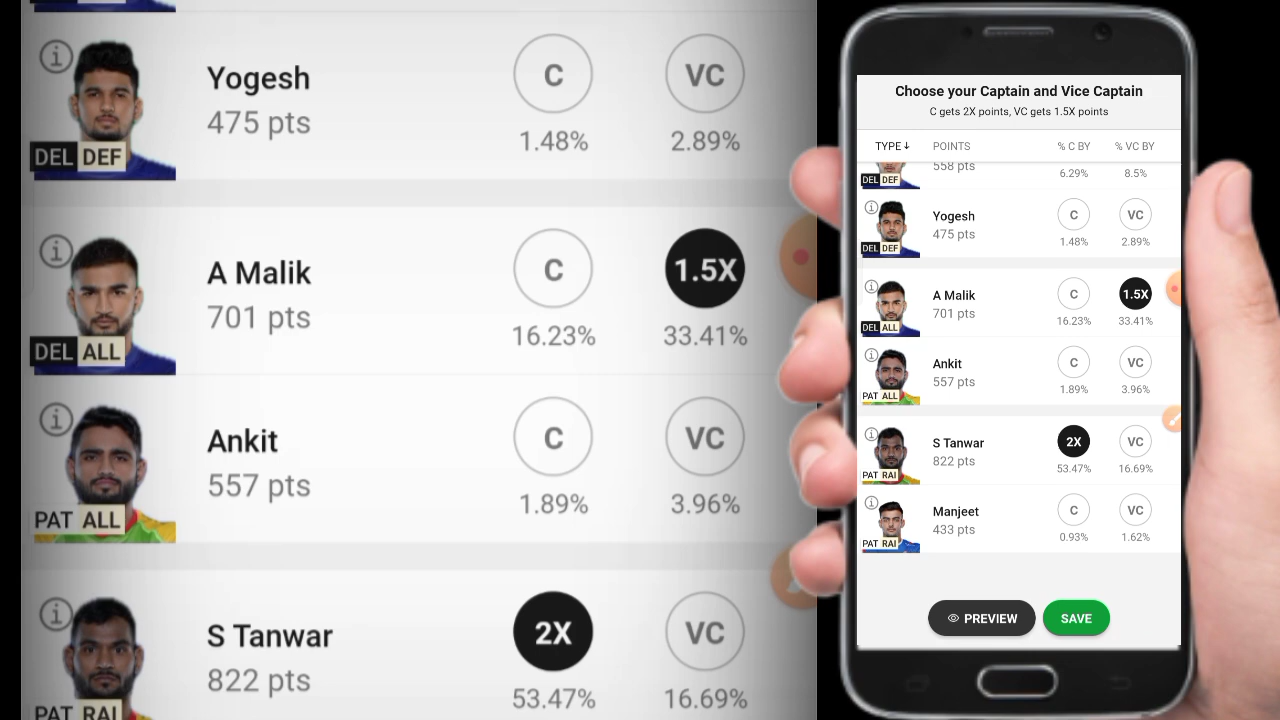 Yogesh
475 pts
C
VC
1.48%
2.89%
DEL DEF
A Malik
701 pts
C
1.5X
16.23%
33.41%
DEL ALL
Ankit
557 pts
C
VC
1.89%
3.96%
PAT ALL
S Tanwar
822 pts
2X
VC
53.47%
16.69%
PAT RAI
Choose your Captain and Vice Captain
C gets 2X points, VC gets 1.5X points
TYPE↓ POINTS % C BY % VC BY
558 pts
6.29% 8.5%
DEL DEF
Yogesh
475 pts
C
VC
1.48% 2.89%
DEL DEF
A Malik
701 pts
C
1.5X
16.23% 33.41%
DEL ALL
Ankit
557 pts
C
VC
1.89% 3.96%
PAT ALL
S Tanwar
822 pts
2X
VC
53.47% 16.69%
PAT RAI
Manjeet
433 pts
C
VC
0.93% 1.62%
PAT RAI
PREVIEW SAVE